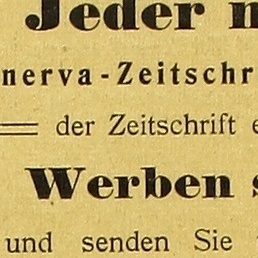 Jeder
nerva-Zeitschr
der Zeitschrift
Werben
und senden Sie